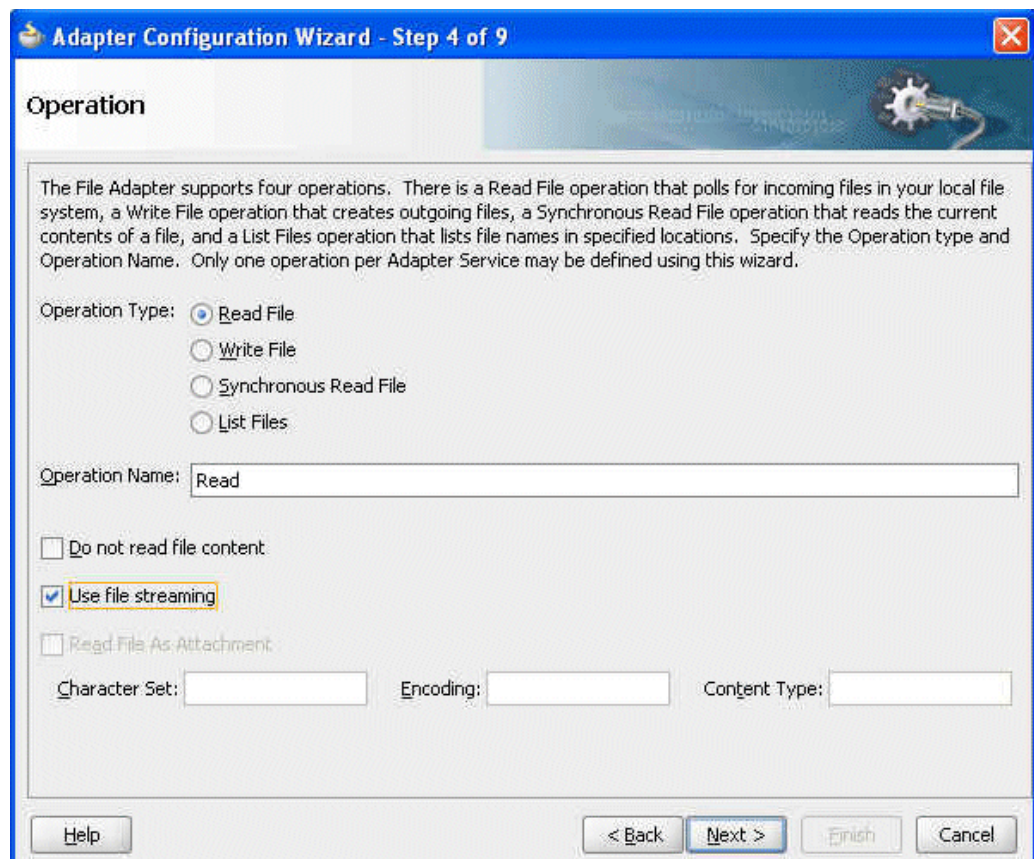 Adapter Configuration Wizard - Step 4 of 9
Operation
The File Adapter supports four operations. There is a Read File operation that polls for incoming files in your local file
system, a Write File operation that creates outgoing files, a Synchronous Read File operation that reads the current
contents of a file, and a List Files operation that lists file names in specified locations. Specify the Operation type and
Operation Name. Only one operation per Adapter Service may be defined using this wizard.
Operation Type: Read File
Write File
Synchronous Read File
List Files
Operation Name: Read
Do not read file content
Use file streaming
Read File As Attachment
Character Set: Encoding: Content Type:
Help < Back Next > Finish Cancel